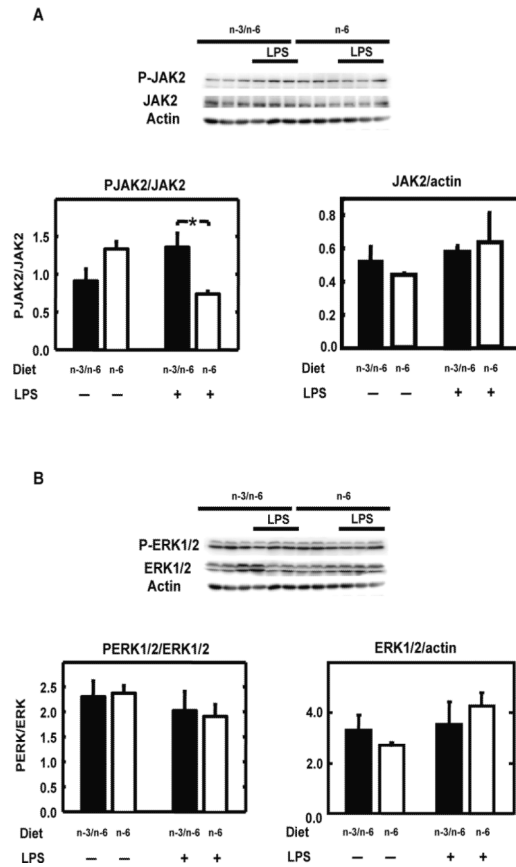 A
n-3/n-6 n-6
LPS LPS
P-JAK2
JAK2
Actin
PJAK2/JAK2
PJAK2/JAK2
1.5
1.0
0.5
0.0
*
Diet n-3/n-6 n-6 n-3/n-6 n-6
LPS — — + +
JAK2/actin
0.8
0.6
0.4
0.2
0.0
Diet n-3/n-6 n-6 n-3/n-6 n-6
LPS — — + +
B
n-3/n-6 n-6
LPS LPS
P-ERK1/2
ERK1/2
Actin
PERK1/2/ERK1/2
PERK/ERK
2.5
2.0
1.5
1.0
0.5
0.0
Diet n-3/n-6 n-6 n-3/n-6 n-6
LPS — — + +
ERK1/2/actin
4.0
2.0
0.0
Diet n-3/n-6 n-6 n-3/n-6 n-6
LPS — — + +